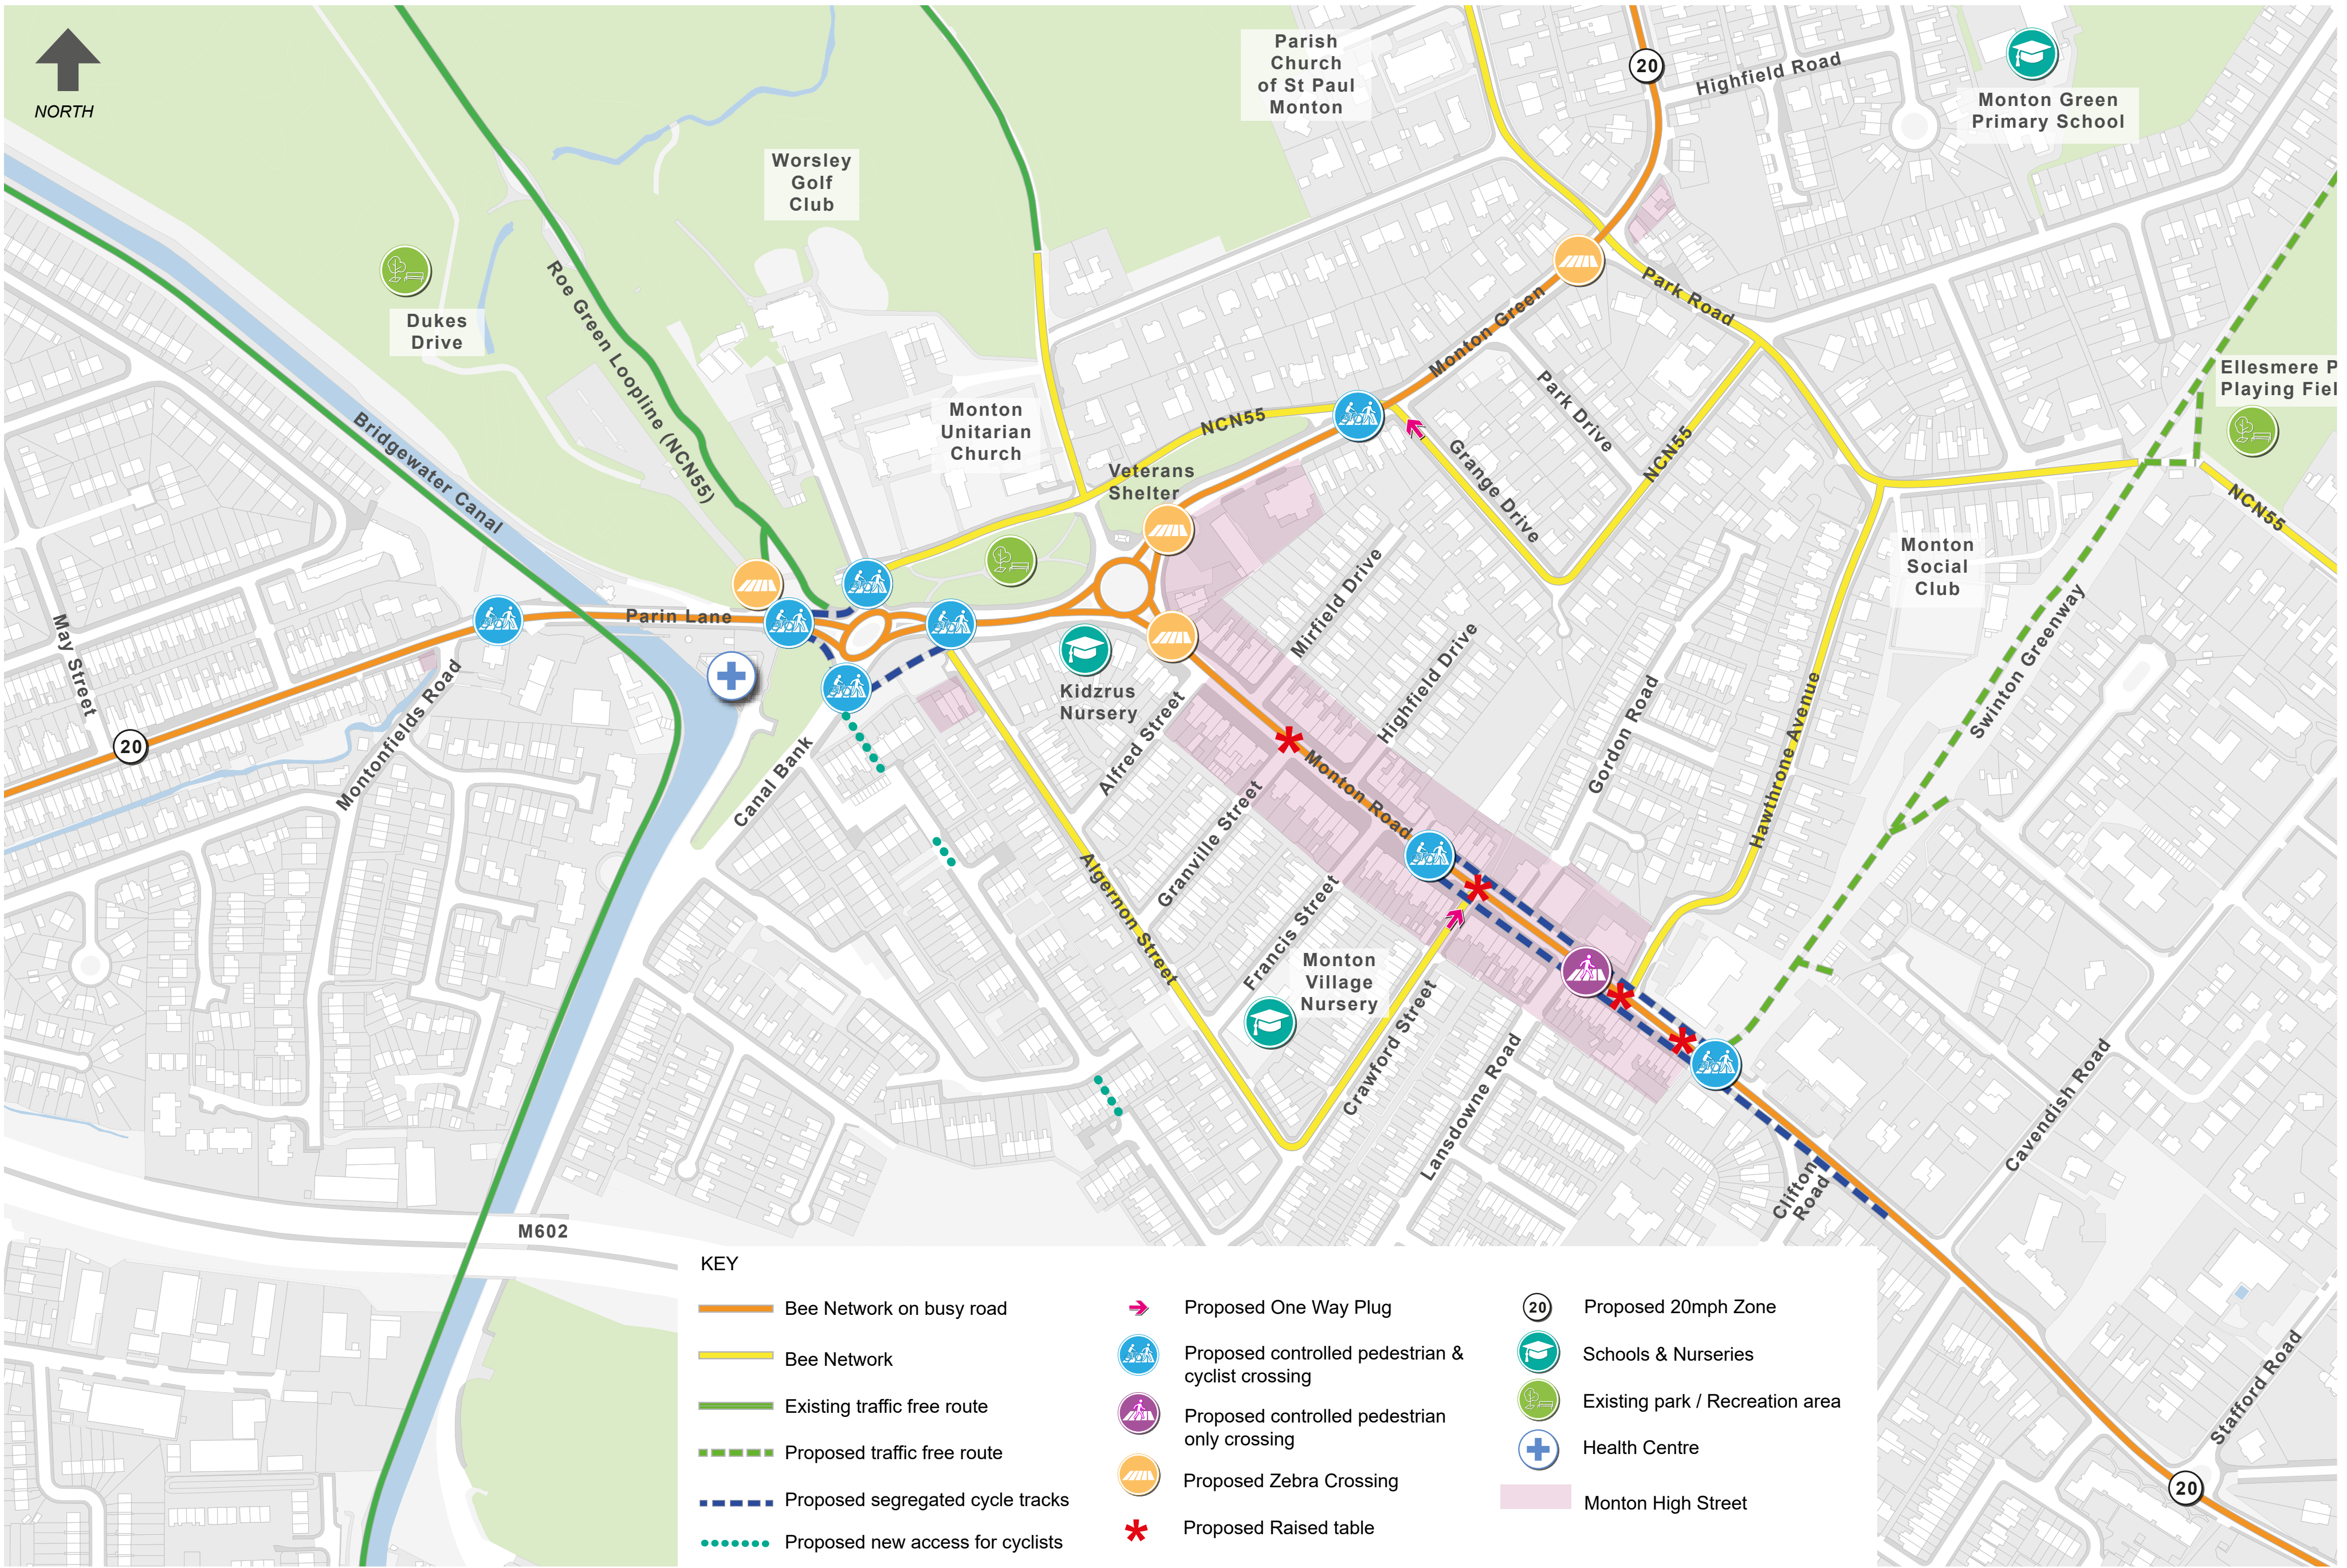 NORTH
Parish
Church
of St Paul
Monton
20
Highfield Road
Monton Green
Primary School
Worsley
Golf
Club
Dukes
Drive
Roe Green Loopline (NCN55)
Bridgewater Canal
Monton
Unitarian
Church
NCN55
Veterans
Shelter
Monton Green
Park Road
Park Drive
NCN55
Grange Drive
Ellesmere P
Playing Fiel
NCN55
Monton
Social
Club
Swinton Greenway
May Street
Parin Lane
Montonfields Road
20
Canal Bank
Kidzrus
Nursery
Alfred Street
Mirfield Drive
Highfield Drive
Monton Road
Gordon Road
Hawthrone Avenue
Granville Street
Francis Street
Algernon Street
Monton
Village
Nursery
Crawford Street
Lansdowne Road
Clifton
Road
Cavendish Road
Stafford Road
20
M602
KEY
Bee Network on busy road
Bee Network
Existing traffic free route
Proposed traffic free route
Proposed segregated cycle tracks
Proposed new access for cyclists
Proposed One Way Plug
Proposed controlled pedestrian &
cyclist crossing
Proposed controlled pedestrian
only crossing
Proposed Zebra Crossing
Proposed Raised table
20
Proposed 20mph Zone
Schools & Nurseries
Existing park / Recreation area
Health Centre
Monton High Street